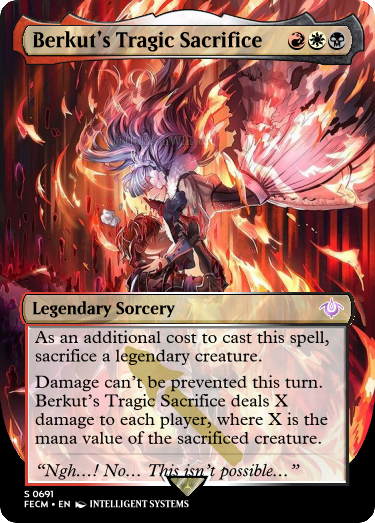 Berkut's Tragic Sacrifice
Legendary Sorcery
As an additional cost to cast this spell,
sacrifice a legendary creature.
Damage can't be prevented this turn.
Berkut's Tragic Sacrifice deals X
damage to each player, where X is the
mana value of the sacrificed creature.
“Ngh…! No… This isn't possible…”
S 0691
FECM • EN INTELLIGENT SYSTEMS